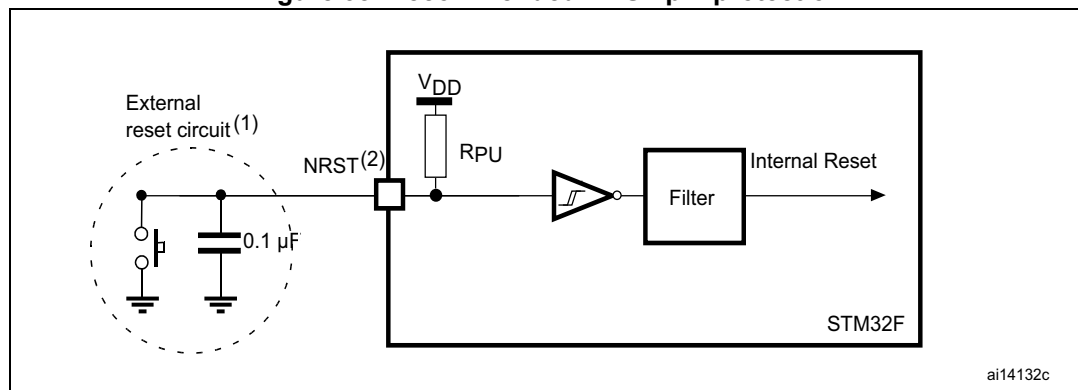 VDD
External
reset circuit(1)
NRST(2)
RPU
Internal Reset
Filter
0.1 µF
STM32F
ai14132c